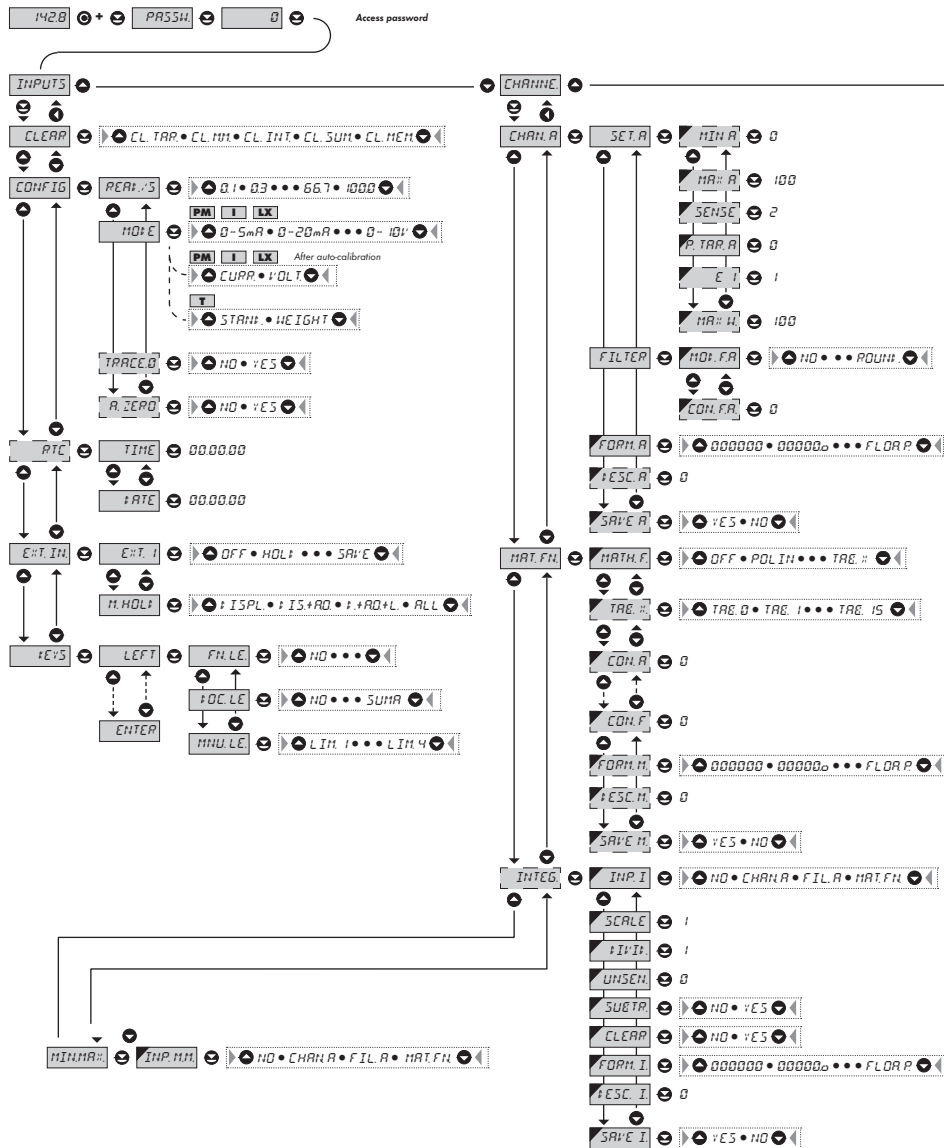 142.8 + PASSW. 0 Access password
INPUTS
CLEAR CL. TAR. • CL. MM. • CL. INT. • CL. SUM. • CL. MEM.
CONFIG READ./S 0.1 • 0.3 • • • 66.7 • 100.0
PM I LX
MODE 0-5mA • 0-20mA • • • 0-10V
PM I LX After auto-calibration
CURR. • VOLT.
T
STAND. • WEIGHT
TRACE.0 NO • YES
A. ZERO NO • YES
RTC TIME 00.00.00
DATE 00.00.00
EXT. IN. EXT. 1 OFF • HOLD • • • SAVE
M.HOLD DISPL. • DIS.+AO. • D.+AO.+L. • ALL
KEYS LEFT FN. LE. NO • • •
LOC. LE NO • • • SUMA
ENTER
MNU. LE. LIM. 1 • • • LIM. 4
CHANNE.
CHAN. A SET. A MIN A 0
MAX A 100
SENSE 2
P. TAR. A 0
E 1 1
MAX W. 100
FILTER MOD. F.A NO • • • ROUND.
CON. F.A. 0
FORM. A 000000 • 00000.o • • • FLOA.P.
DESC. A 0
SAVE A YES • NO
MAT. FN. MATH. F. OFF • POLIN • • • TAB. X
TAB. X. TAB. 0 • TAB. 1 • • • TAB. 15
CON. A 0
CON. F 0
FORM. M. 000000 • 00000.o • • • FLOA.P.
DESC. M. 0
SAVE M. YES • NO
INTEG. INP. I NO • CHAN.A • FIL. A • MAT. FN.
SCALE 1
DIVID. 1
UNSEN. 0
SUBTR. NO • YES
CLEAR NO • YES
FORM. I. 000000 • 00000.o • • • FLOA.P.
DESC. I. 0
SAVE I. YES • NO
MIN.MAX. INP. M.M. NO • CHAN.A • FIL. A • MAT. FN.